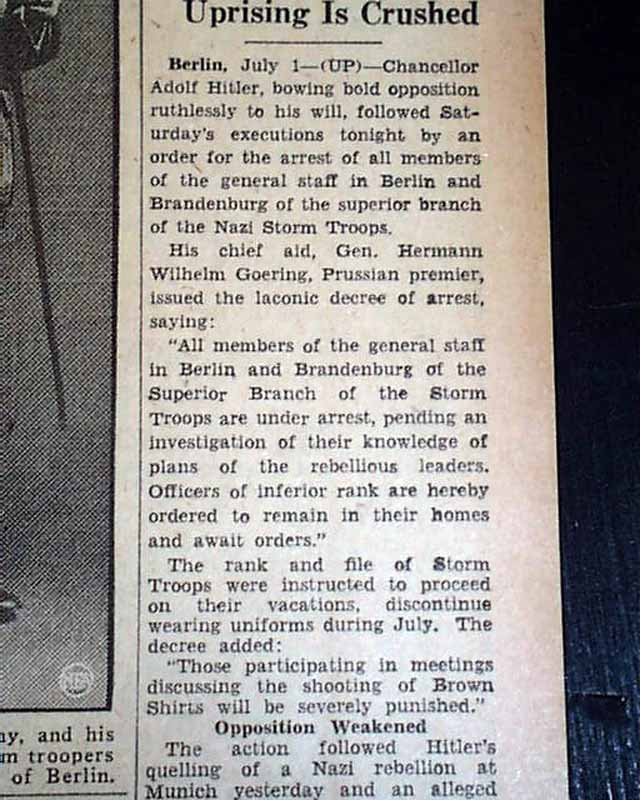 Uprising Is Crushed
Berlin, July 1—(UP)—Chancellor
Adolf Hitler, bowing bold opposition
ruthlessly to his will, followed Sat-
urday's executions tonight by an
order for the arrest of all members
of the general staff in Berlin and
Brandenburg of the superior branch
of the Nazi Storm Troops.
His chief aid, Gen. Hermann
Wilhelm Goering, Prussian premier,
issued the laconic decree of arrest,
saying:
"All members of the general staff
in Berlin and Brandenburg of the
Superior Branch of the Storm
Troops are under arrest, pending an
investigation of their knowledge of
plans of the rebellious leaders.
Officers of inferior rank are hereby
ordered to remain in their homes
and await orders."
The rank and file of Storm
Troops were instructed to proceed
on their vacations, discontinue
wearing uniforms during July. The
decree added:
"Those participating in meetings
discussing the shooting of Brown
Shirts will be severely punished."
Opposition Weakened
The action followed Hitler's
quelling of a Nazi rebellion at
Munich yesterday and an alleged
ay, and his
m troopers
of Berlin.